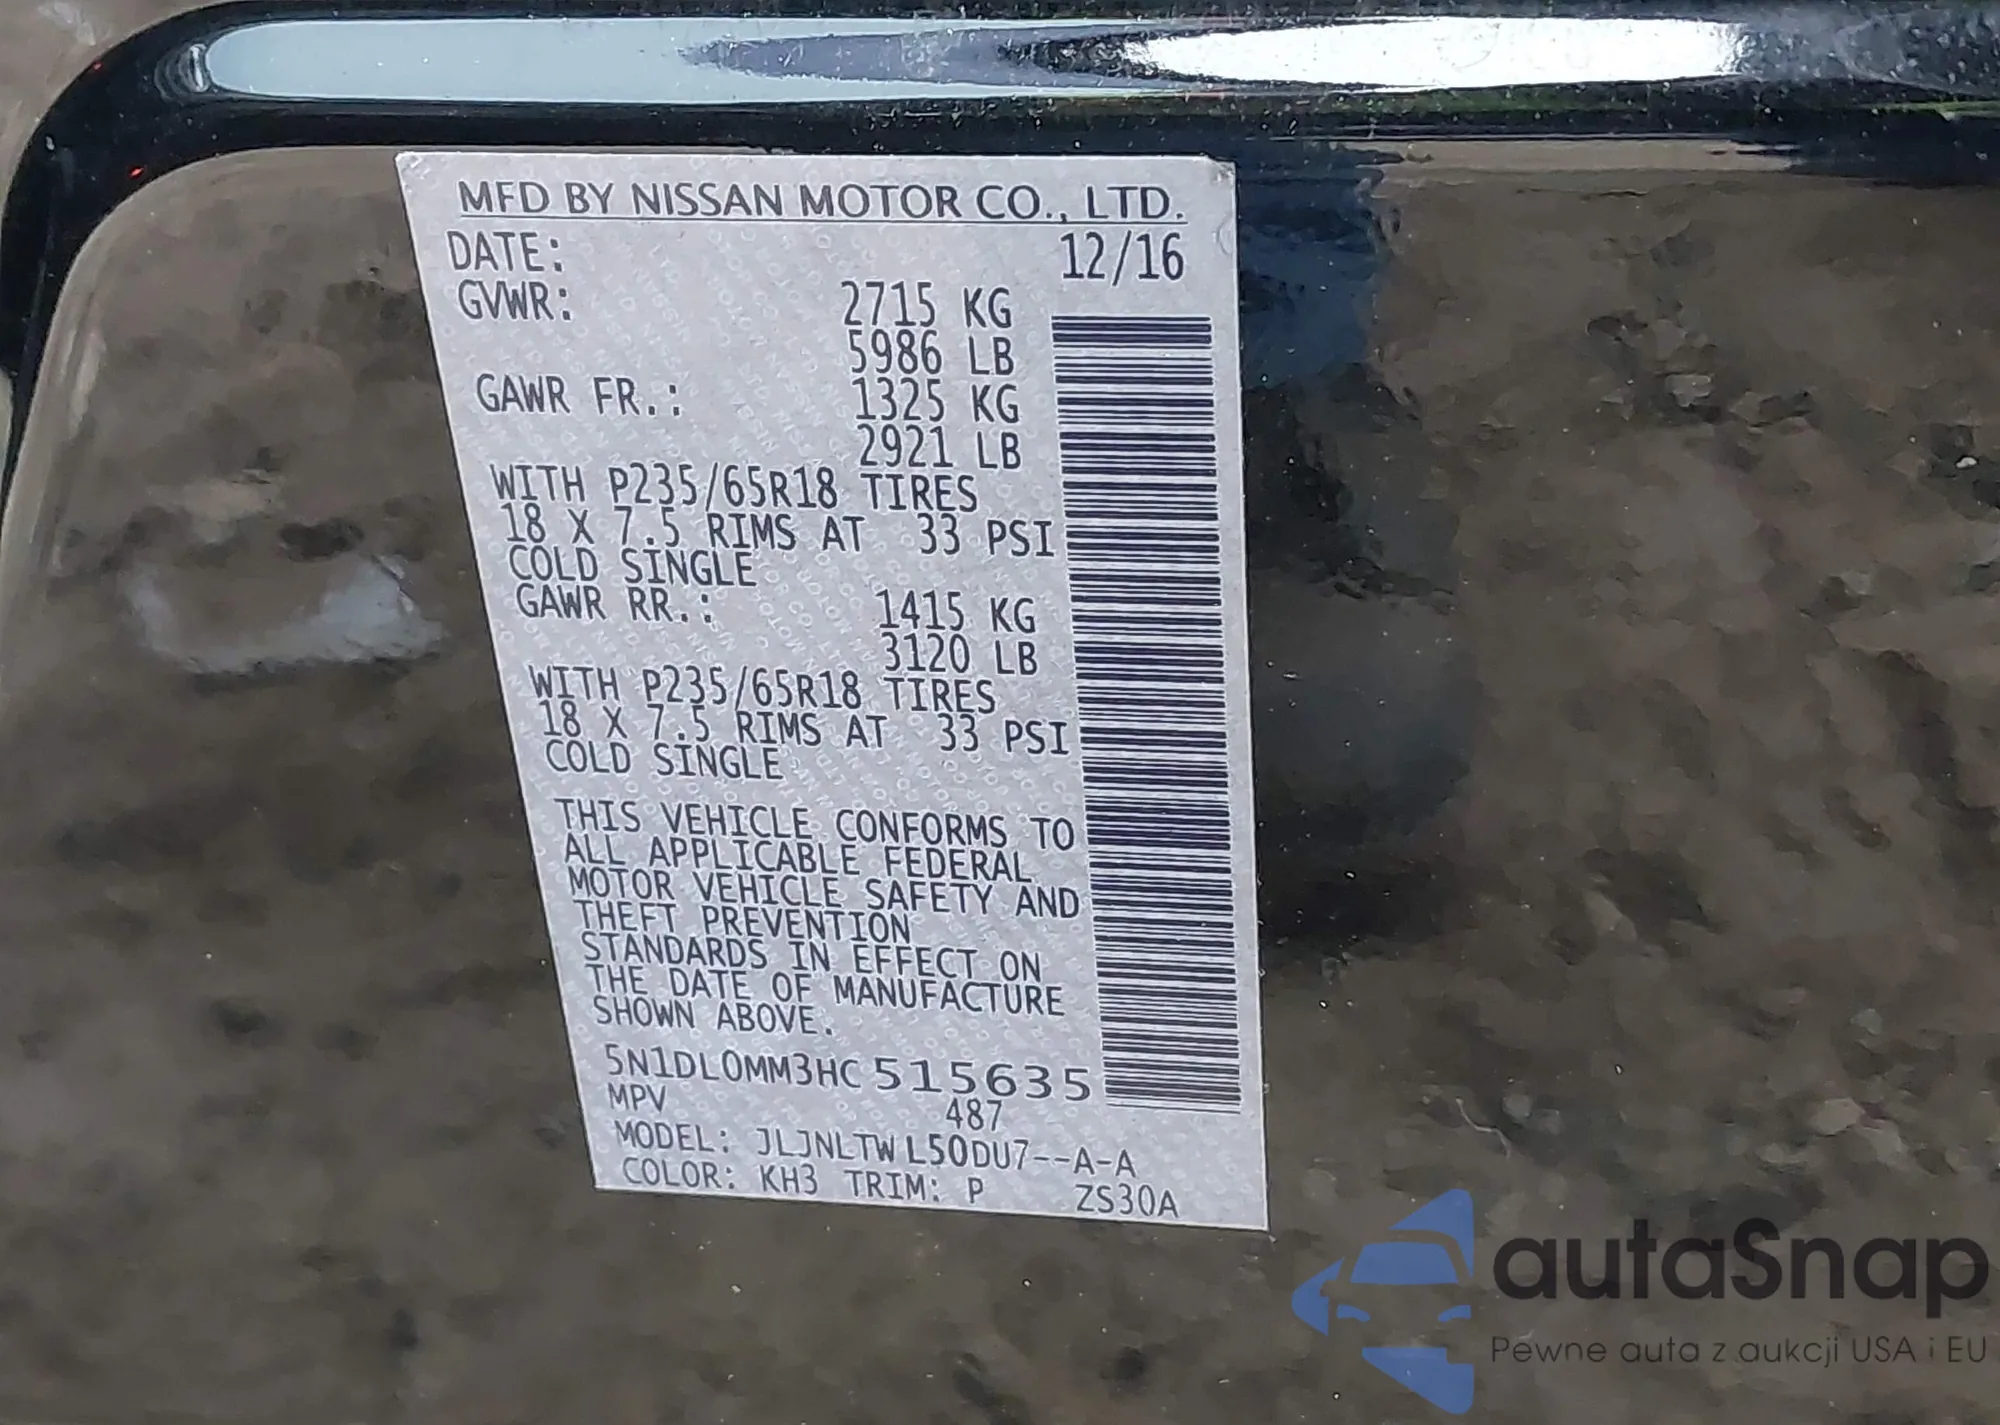 MFD BY NISSAN MOTOR CO., LTD.
DATE: 12/16
GVWR: 2715 KG
5986 LB
GAWR FR.: 1325 KG
2921 LB
WITH P235/65R18 TIRES
18 X 7.5 RIMS AT 33 PSI
COLD SINGLE
GAWR RR.: 1415 KG
3120 LB
WITH P235/65R18 TIRES
18 X 7.5 RIMS AT 33 PSI
COLD SINGLE
THIS VEHICLE CONFORMS TO
ALL APPLICABLE FEDERAL
MOTOR VEHICLE SAFETY AND
THEFT PREVENTION
STANDARDS IN EFFECT ON
THE DATE OF MANUFACTURE
SHOWN ABOVE.
5N1DL0MM3HC515635
MPV 487
MODEL: JLJNLTW L50DU7--A-A
COLOR: KH3 TRIM: P ZS30A
autaSnap
Pewne auta z aukcji USA i EU